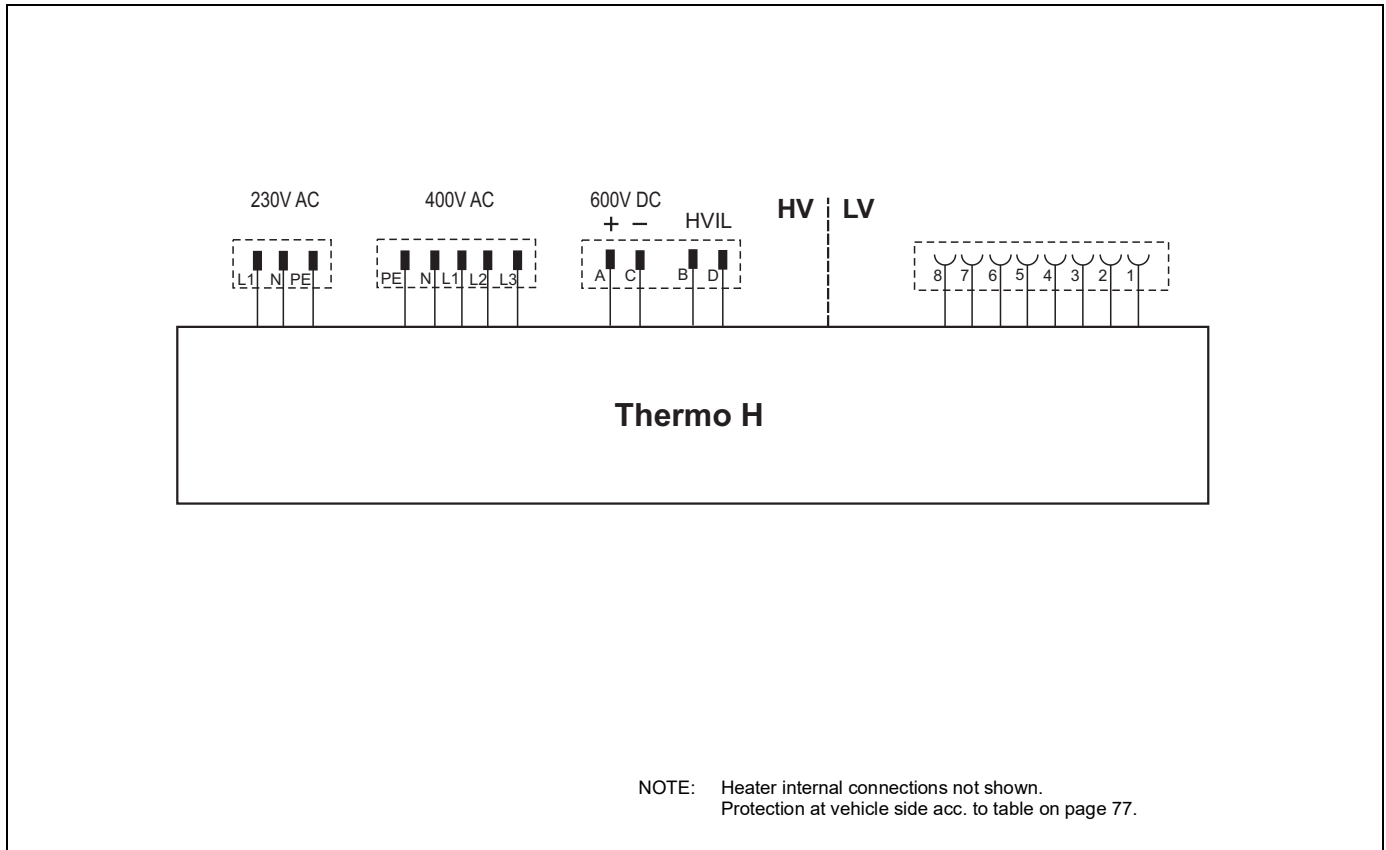 230V AC 400V AC 600V DC HV LV
+ − HVIL
L1 N PE PE N L1 L2 L3 A C B D 8 7 6 5 4 3 2 1
Thermo H
NOTE: Heater internal connections not shown.
Protection at vehicle side acc. to table on page 77.